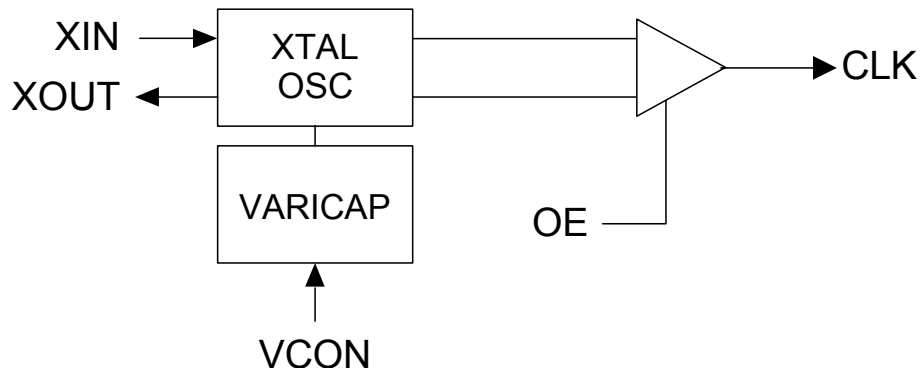 XIN
XOUT
XTAL
OSC
CLK
VARICAP
OE
VCON